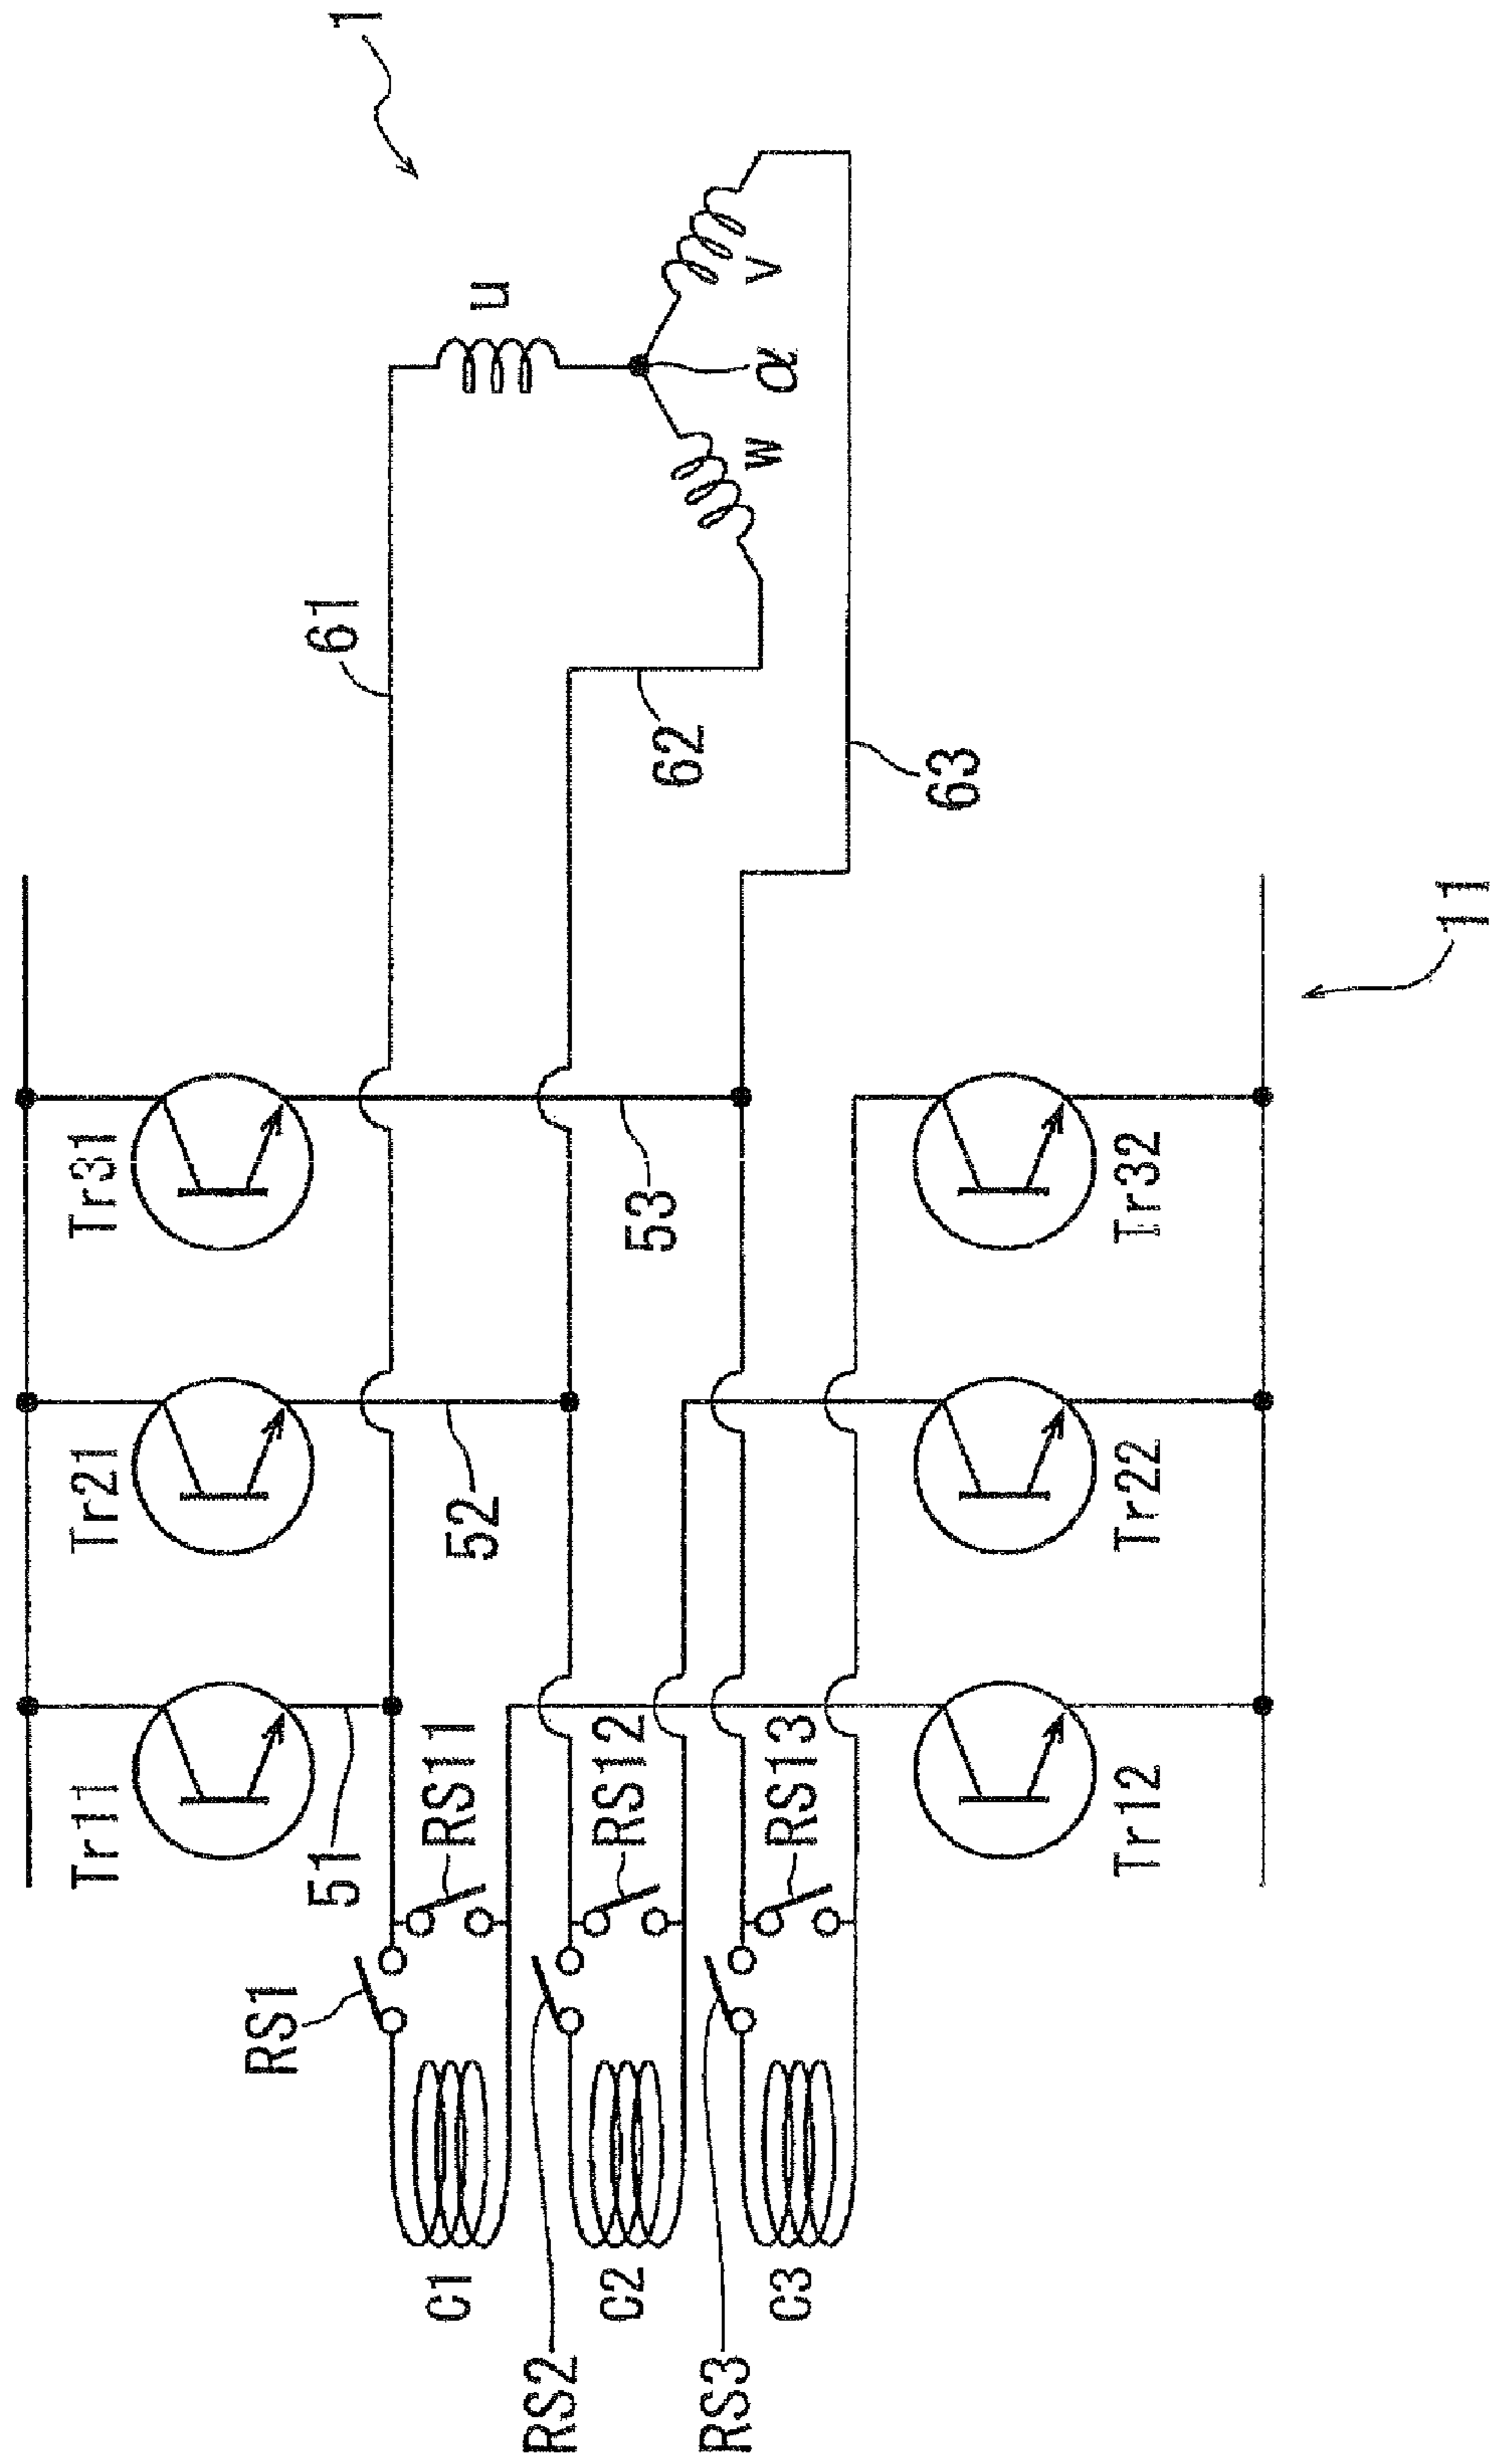 1
u
v
α
w
61
62
63
11
Tr31
53
Tr32
Tr21
52
Tr22
Tr11
51
RS11
RS12
RS13
Tr12
RS1
C1
C2
C3
RS2
RS3